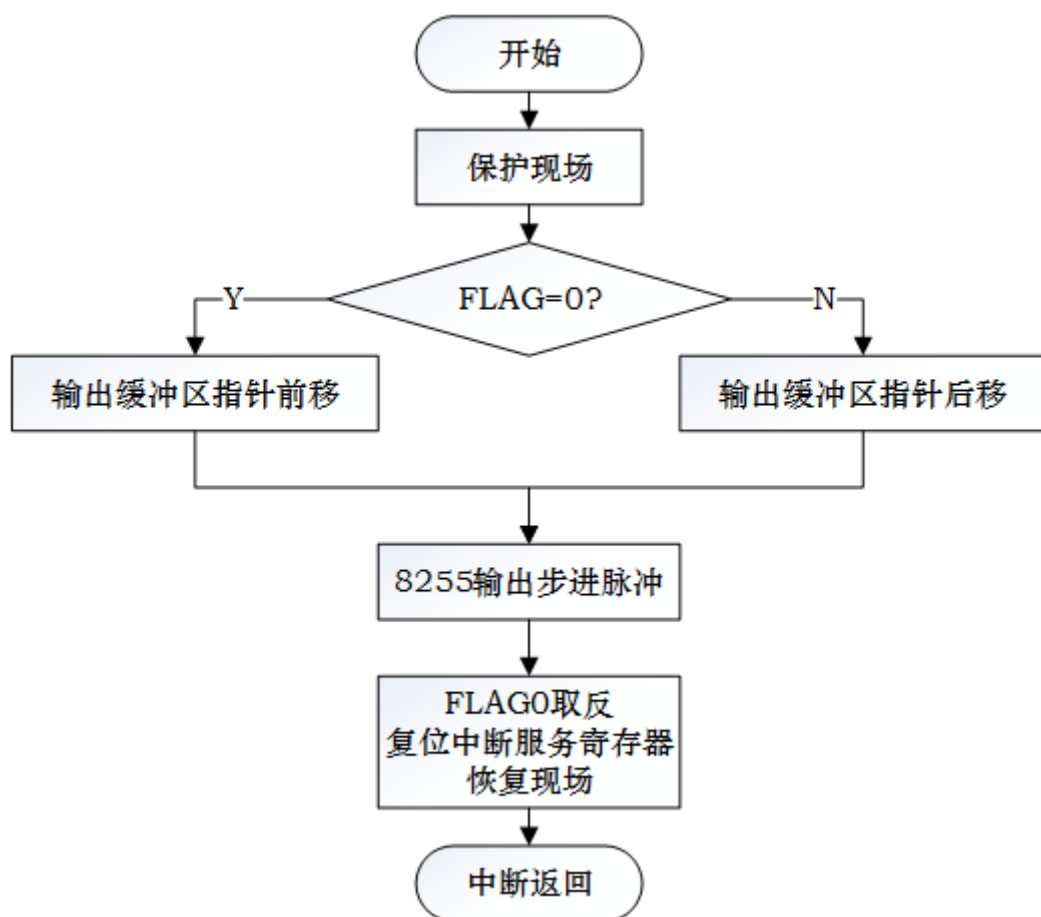 开始
保护现场
FLAG=0?
Y
N
输出缓冲区指针前移
输出缓冲区指针后移
8255输出步进脉冲
FLAG0取反
复位中断服务寄存器
恢复现场
中断返回